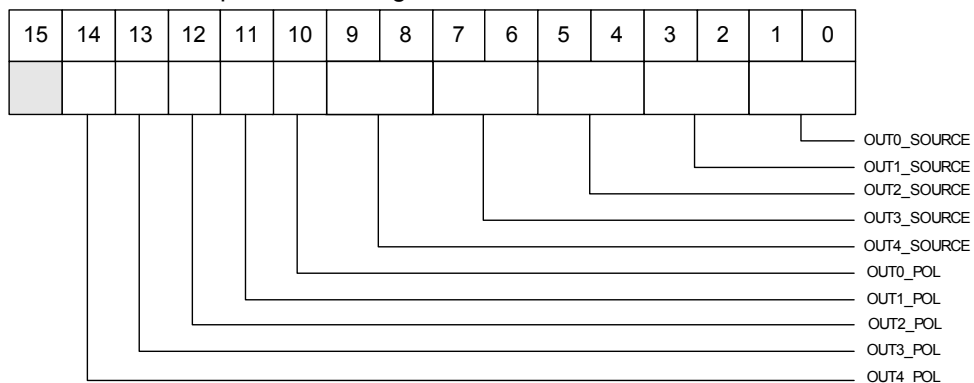 15 14 13 12 11 10 9 8 7 6 5 4 3 2 1 0
OUT0_SOURCE
OUT1_SOURCE
OUT2_SOURCE
OUT3_SOURCE
OUT4_SOURCE
OUT0_POL
OUT1_POL
OUT2_POL
OUT3_POL
OUT4_POL